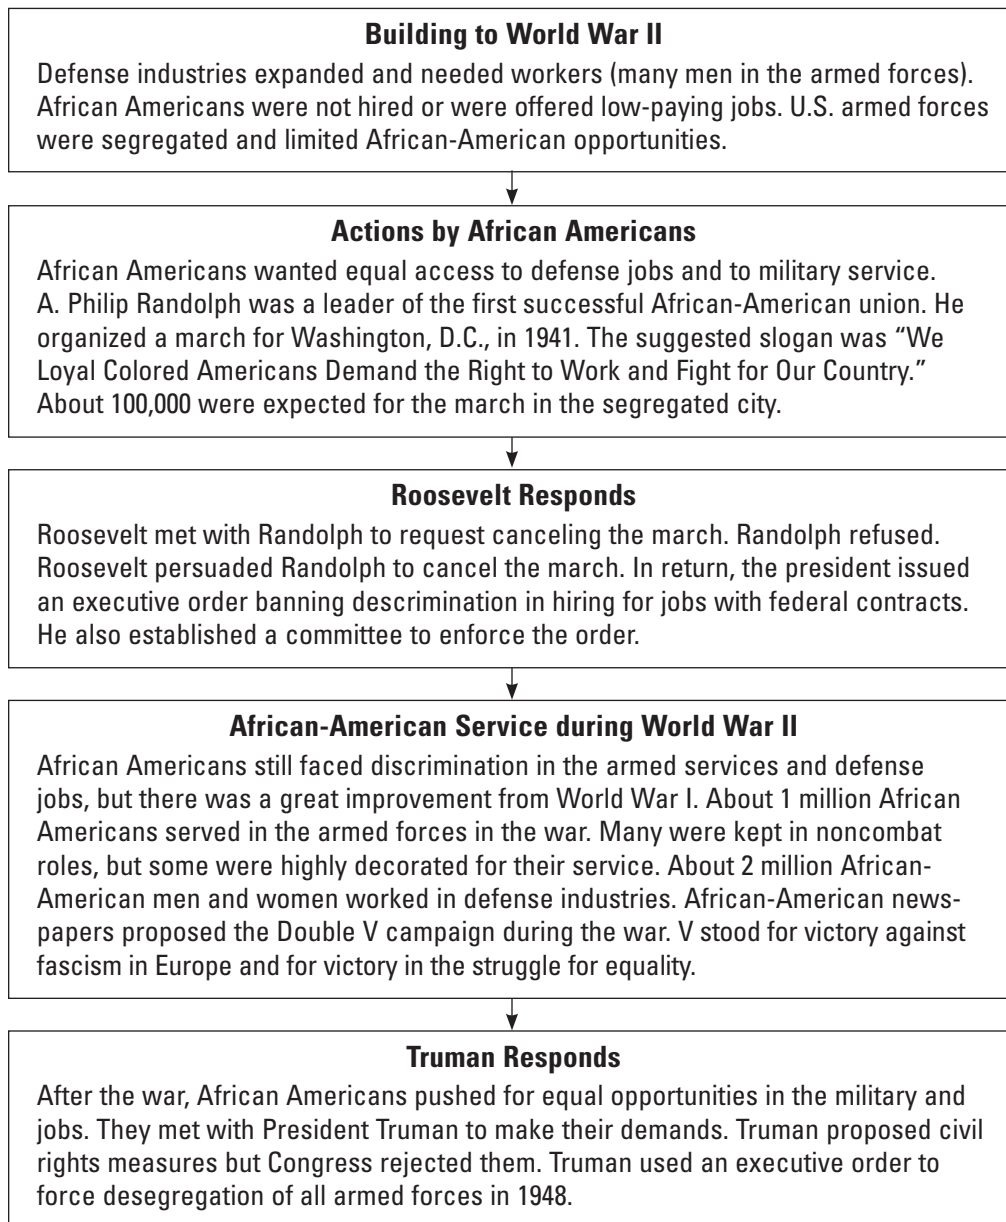 Building to World War II
Defense industries expanded and needed workers (many men in the armed forces).
African Americans were not hired or were offered low-paying jobs. U.S. armed forces
were segregated and limited African-American opportunities.
Actions by African Americans
African Americans wanted equal access to defense jobs and to military service.
A. Philip Randolph was a leader of the first successful African-American union. He
organized a march for Washington, D.C., in 1941. The suggested slogan was “We
Loyal Colored Americans Demand the Right to Work and Fight for Our Country.”
About 100,000 were expected for the march in the segregated city.
Roosevelt Responds
Roosevelt met with Randolph to request canceling the march. Randolph refused.
Roosevelt persuaded Randolph to cancel the march. In return, the president issued
an executive order banning descrimination in hiring for jobs with federal contracts.
He also established a committee to enforce the order.
African-American Service during World War II
African Americans still faced discrimination in the armed services and defense
jobs, but there was a great improvement from World War I. About 1 million African
Americans served in the armed forces in the war. Many were kept in noncombat
roles, but some were highly decorated for their service. About 2 million African-
American men and women worked in defense industries. African-American news-
papers proposed the Double V campaign during the war. V stood for victory against
fascism in Europe and for victory in the struggle for equality.
Truman Responds
After the war, African Americans pushed for equal opportunities in the military and
jobs. They met with President Truman to make their demands. Truman proposed civil
rights measures but Congress rejected them. Truman used an executive order to
force desegregation of all armed forces in 1948.